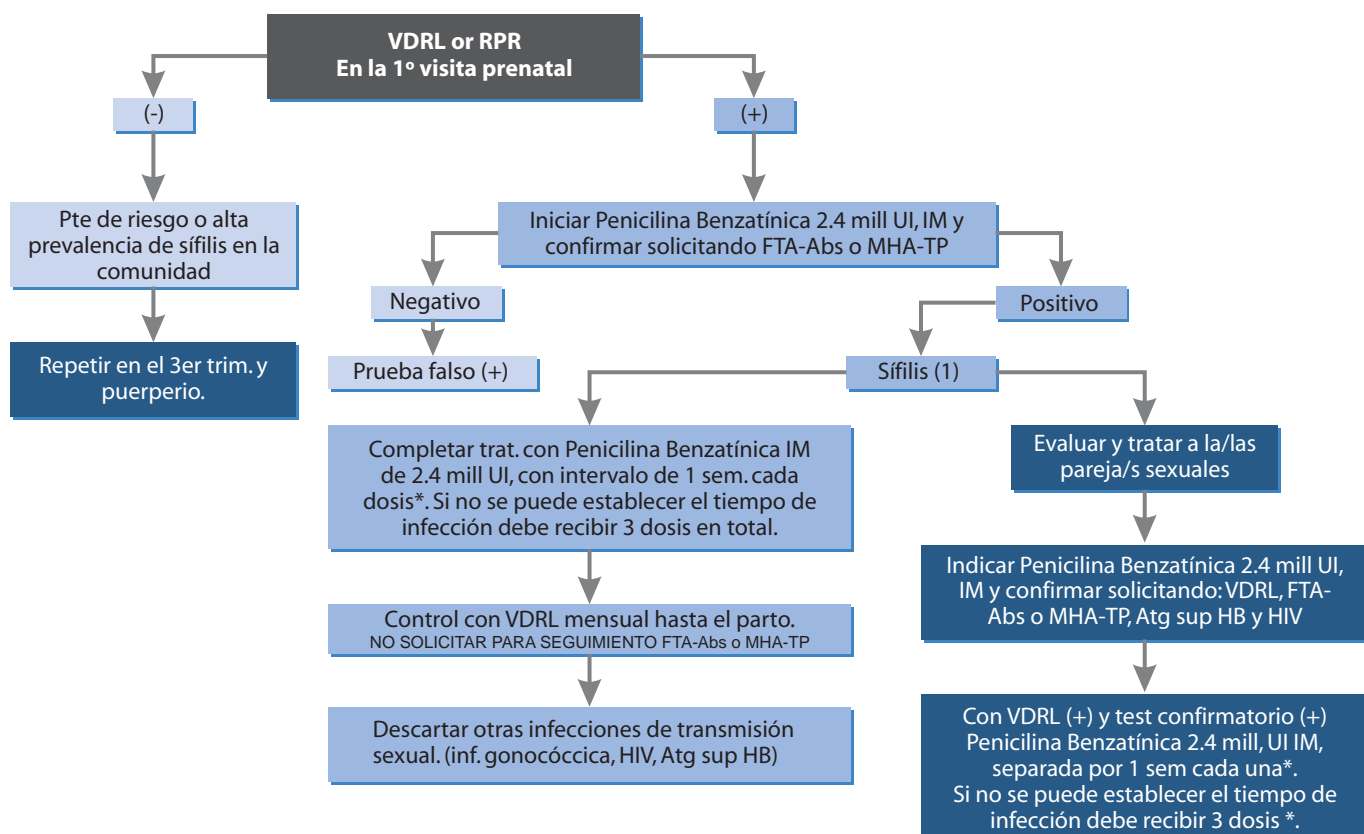 VDRL or RPR
En la 1º visita prenatal
(-)
(+)
Pte de riesgo o alta
prevalencia de sífilis en la
comunidad
Iniciar Penicilina Benzatínica 2.4 mill UI, IM y
confirmar solicitando FTA-Abs o MHA-TP
Negativo
Positivo
Repetir en el 3er trim. y
puerperio.
Prueba falso (+)
Sífilis (1)
Completar trat. con Penicilina Benzatínica IM
de 2.4 mill UI, con intervalo de 1 sem. cada
dosis*. Si no se puede establecer el tiempo de
infección debe recibir 3 dosis en total.
Evaluar y tratar a la/las
pareja/s sexuales
Control con VDRL mensual hasta el parto.
NO SOLICITAR PARA SEGUIMIENTO FTA-Abs o MHA-TP
Indicar Penicilina Benzatínica 2.4 mill UI,
IM y confirmar solicitando: VDRL, FTA-
Abs o MHA-TP, Atg sup HB y HIV
Descartar otras infecciones de transmisión
sexual. (inf. gonocóccica, HIV, Atg sup HB)
Con VDRL (+) y test confirmatorio (+)
Penicilina Benzatínica 2.4 mill, UI IM,
separada por 1 sem cada una*.
Si no se puede establecer el tiempo de
infección debe recibir 3 dosis *.